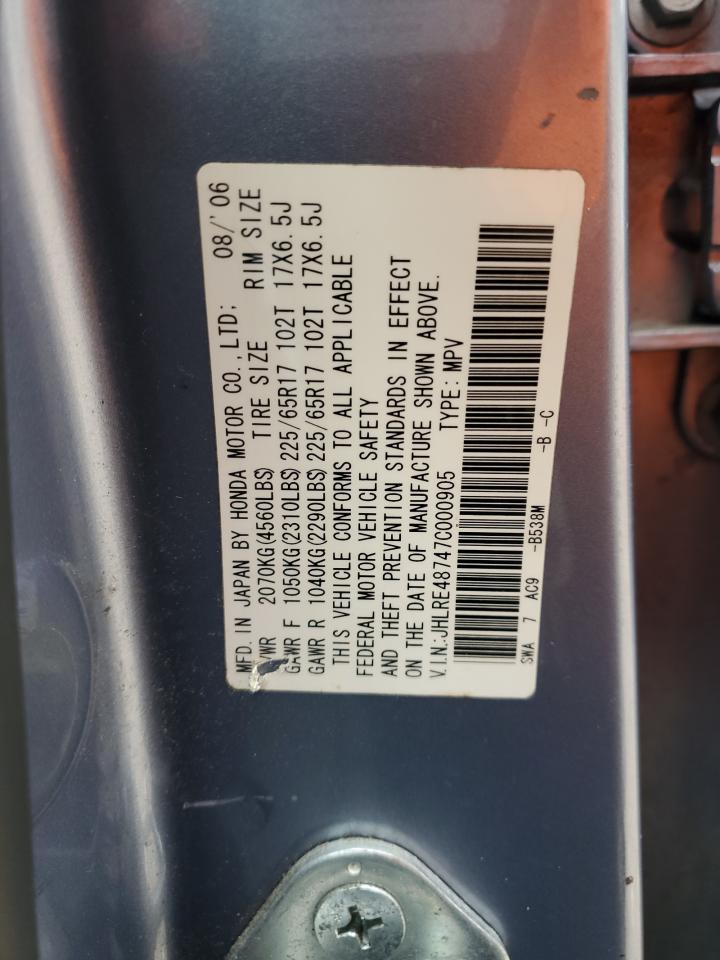 MFD. IN JAPAN BY HONDA MOTOR CO., LTD: 08/'06
VWR 2070KG(4560LBS) TIRE SIZE RIM SIZE
GAWR F 1050KG(2310LBS) 225/65R17 102T 17X6.5J
GAWR R 1040KG(2290LBS) 225/65R17 102T 17X6.5J
THIS VEHICLE CONFORMS TO ALL APPLICABLE
FEDERAL MOTOR VEHICLE SAFETY
AND THEFT PREVENTION STANDARDS IN EFFECT
ON THE DATE OF MANUFACTURE SHOWN ABOVE.
V.I.N.:JHLRE48747C000905 TYPE: MPV
SWA 7 AC9 -B538M -B -C